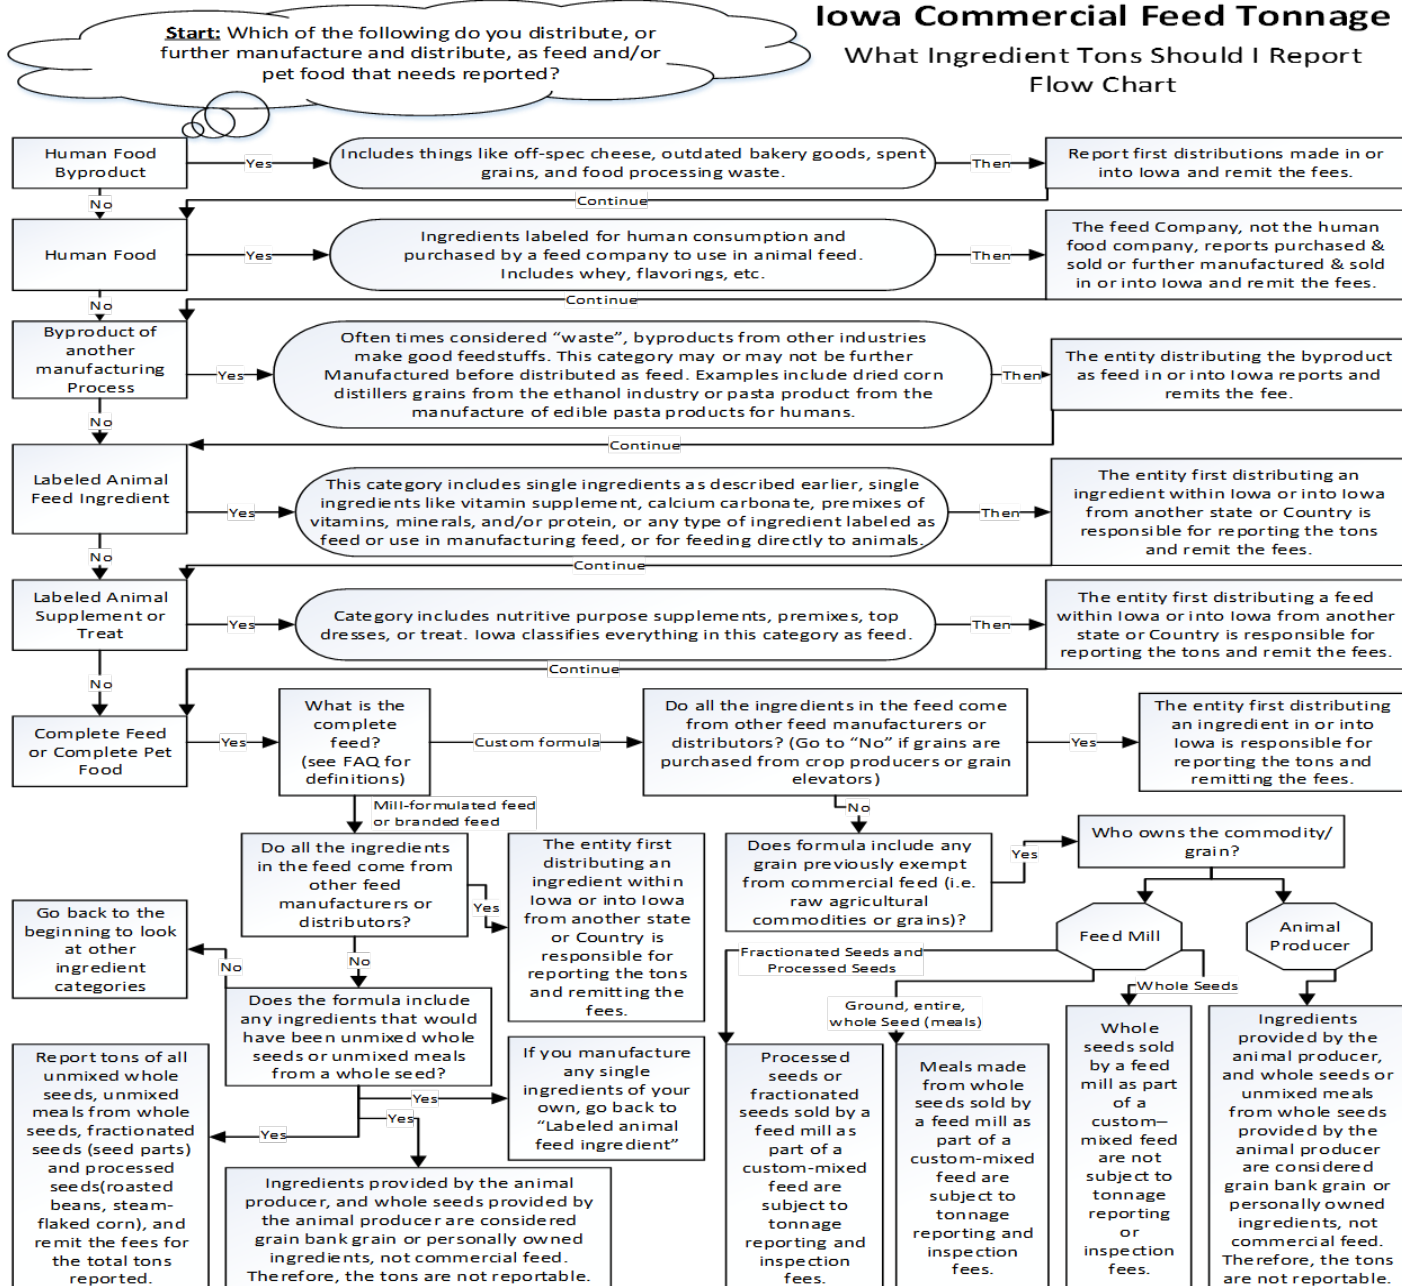 Iowa Commercial Feed Tonnage
What Ingredient Tons Should I Report
Flow Chart
Start: Which of the following do you distribute, or
further manufacture and distribute, as feed and/or
pet food that needs reported?
Human Food
Byproduct
Yes
Includes things like off-spec cheese, outdated bakery goods, spent
grains, and food processing waste.
Then
Report first distributions made in or
into Iowa and remit the fees.
No
Continue
Human Food
Yes
Ingredients labeled for human consumption and
purchased by a feed company to use in animal feed.
Includes whey, flavorings, etc.
Then
The feed Company, not the human
food company, reports purchased &
sold or further manufactured & sold
in or into Iowa and remit the fees.
No
Continue
Byproduct of
another
manufacturing
Process
Yes
Often times considered “waste”, byproducts from other industries
make good feedstuffs. This category may or may not be further
Manufactured before distributed as feed. Examples include dried corn
distillers grains from the ethanol industry or pasta product from the
manufacture of edible pasta products for humans.
Then
The entity distributing the byproduct
as feed in or into Iowa reports and
remits the fee.
No
Continue
Labeled Animal
Feed Ingredient
Yes
This category includes single ingredients as described earlier, single
ingredients like vitamin supplement, calcium carbonate, premixes of
vitamins, minerals, and/or protein, or any type of ingredient labeled as
feed or use in manufacturing feed, or for feeding directly to animals.
Then
The entity first distributing an
ingredient within Iowa or into Iowa
from another state or Country is
responsible for reporting the tons
and remit the fees.
No
Continue
Labeled Animal
Supplement or
Treat
Yes
Category includes nutritive purpose supplements, premixes, top
dresses, or treat. Iowa classifies everything in this category as feed.
Then
The entity first distributing a feed
within Iowa or into Iowa from another
state or Country is responsible for
reporting the tons and remit the fees.
No
Continue
Complete Feed
or Complete Pet
Food
Yes
What is the
complete
feed?
(see FAQ for
definitions)
Custom formula
Do all the ingredients in the feed come
from other feed manufacturers or
distributors? (Go to “No” if grains are
purchased from crop producers or grain
elevators)
Yes
The entity first distributing
an ingredient in or into
Iowa is responsible for
reporting the tons and
remitting the fees.
Mill-formulated feed
or branded feed
No
Do all the ingredients
in the feed come from
other feed
manufacturers or
distributors?
Yes
The entity first
distributing an
ingredient within
Iowa or into Iowa
from another state
or Country is
responsible for
reporting the tons
and remitting the
fees.
Does formula include any
grain previously exempt
from commercial feed (i.e.
raw agricultural
commodities or grains)?
Yes
Who owns the commodity/
grain?
Feed Mill
Animal
Producer
Go back to the
beginning to look
at other
ingredient
categories
No
No
Fractionated Seeds and
Processed Seeds
Ground, entire,
whole Seed (meals)
Whole Seeds
Does the formula include
any ingredients that would
have been unmixed whole
seeds or unmixed meals
from a whole seed?
Yes
Yes
Yes
If you manufacture
any single
ingredients of your
own, go back to
“Labeled animal
feed ingredient”
Report tons of all
unmixed whole
seeds, unmixed
meals from whole
seeds, fractionated
seeds (seed parts)
and processed
seeds(roasted
beans, steam-
flaked corn), and
remit the fees for
the total tons
reported.
Ingredients provided by the animal
producer, and whole seeds provided by
the animal producer are considered
grain bank grain or personally owned
ingredients, not commercial feed.
Therefore, the tons are not reportable.
Processed
seeds or
fractionated
seeds sold by a
feed mill as
part of a
custom-mixed
feed are
subject to
tonnage
reporting and
inspection
fees.
Meals made
from whole
seeds sold by
a feed mill as
part of a
custom-mixed
feed are
subject to
tonnage
reporting and
inspection
fees.
Whole
seeds sold
by a feed
mill as part
of a
custom–
mixed feed
are not
subject to
tonnage
reporting
or
inspection
fees.
Ingredients
provided by the
animal producer,
and whole seeds or
unmixed meals
from whole seeds
provided by the
animal producer
are considered
grain bank grain or
personally owned
ingredients, not
commercial feed.
Therefore, the tons
are not reportable.